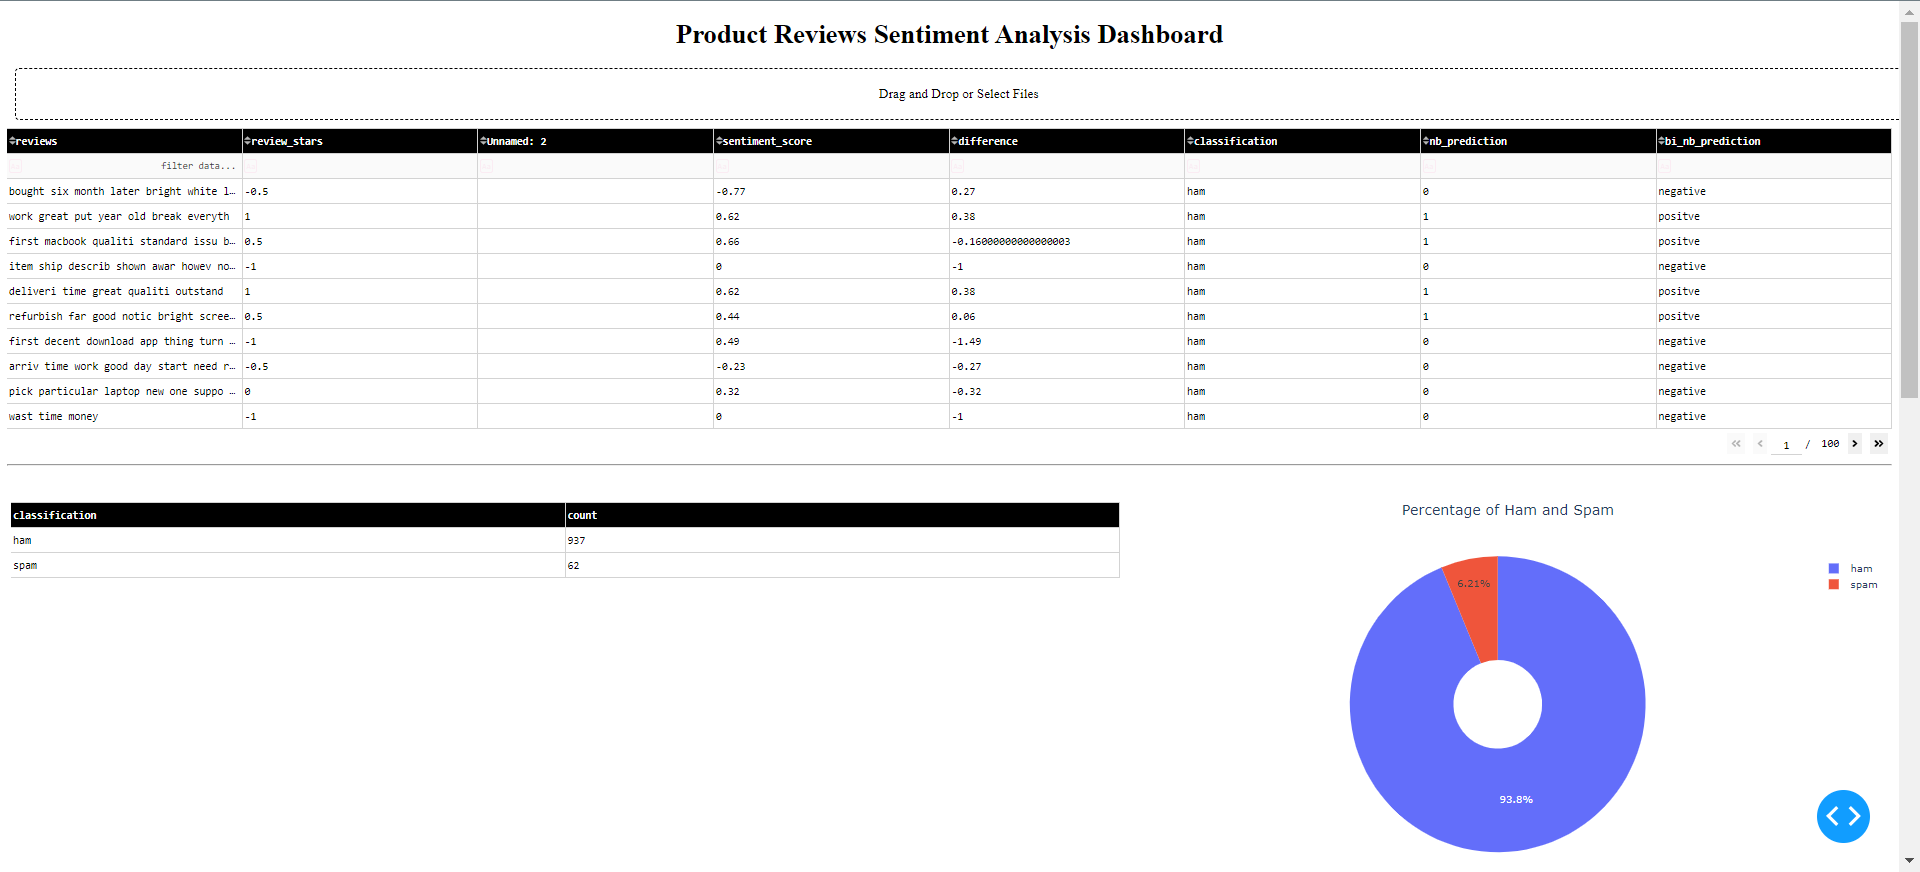 Product Reviews Sentiment Analysis Dashboard
Drag and Drop or Select Files
reviews review_stars Unnamed: 2 sentiment_score difference classification nb_prediction bi_nb_prediction
filter data...
bought six month later bright white l… -0.5 -0.77 0.27 ham 0 negative
work great put year old break everyth 1 0.62 0.38 ham 1 positve
first macbook qualiti standard issu b… 0.5 0.66 -0.16000000000000003 ham 1 positve
item ship describ shown awar howev no… -1 0 -1 ham 0 negative
deliveri time great qualiti outstand 1 0.62 0.38 ham 1 positve
refurbish far good notic bright scree… 0.5 0.44 0.06 ham 1 positve
first decent download app thing turn … -1 0.49 -1.49 ham 0 negative
arriv time work good day start need r… -0.5 -0.23 -0.27 ham 0 negative
pick particular laptop new one suppo … 0 0.32 -0.32 ham 0 negative
wast time money -1 0 -1 ham 0 negative
1 / 100
classification count
ham 937
spam 62
Percentage of Ham and Spam
ham
spam
6.21%
93.8%